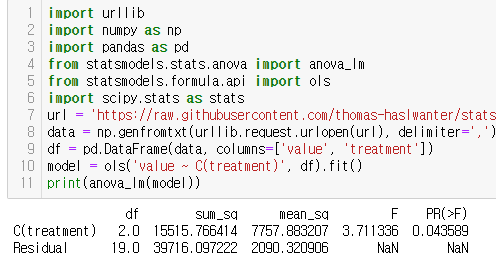 1 import urllib
2 import numpy as np
3 import pandas as pd
4 from statsmodels.stats.anova import anova_lm
5 from statsmodels.formula.api import ols
6 import scipy.stats as stats
7 url = 'https://raw.githubusercontent.com/thomas-haslwanter/stats
8 data = np.genfromtxt(urllib.request.urlopen(url), delimiter=',')
9 df = pd.DataFrame(data, columns=['value', 'treatment'])
10 model = ols('value ~ C(treatment)', df).fit()
11 print(anova_lm(model))
df sum_sq mean_sq F PR(>F)
C(treatment) 2.0 15515.766414 7757.883207 3.711336 0.043589
Residual 19.0 39716.097222 2090.320906 NaN NaN